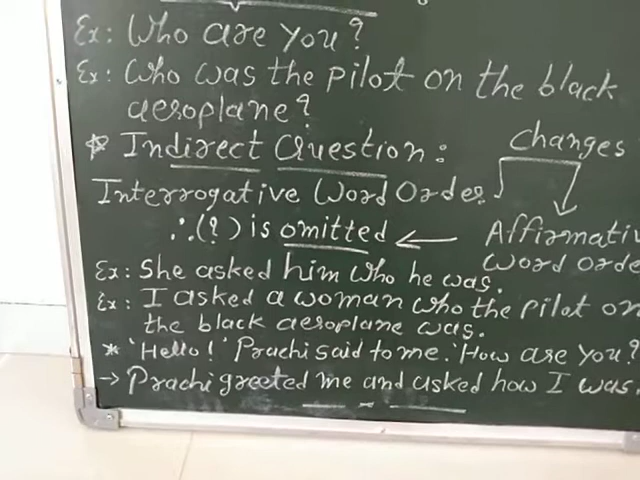 Ex: Who are you?
Ex: Who was the pilot on the black
aeroplane?
* Indirect Question:
Changes
Interrogative Word Order
∴(?) is omitted ← Affirmativ
word orde
Ex: She asked him who he was.
Ex: I asked a woman who the pilot on
the black aeroplane was.
* 'Hello!' Prachi said to me. 'How are you?
→ Prachi greeted me and asked how I was.